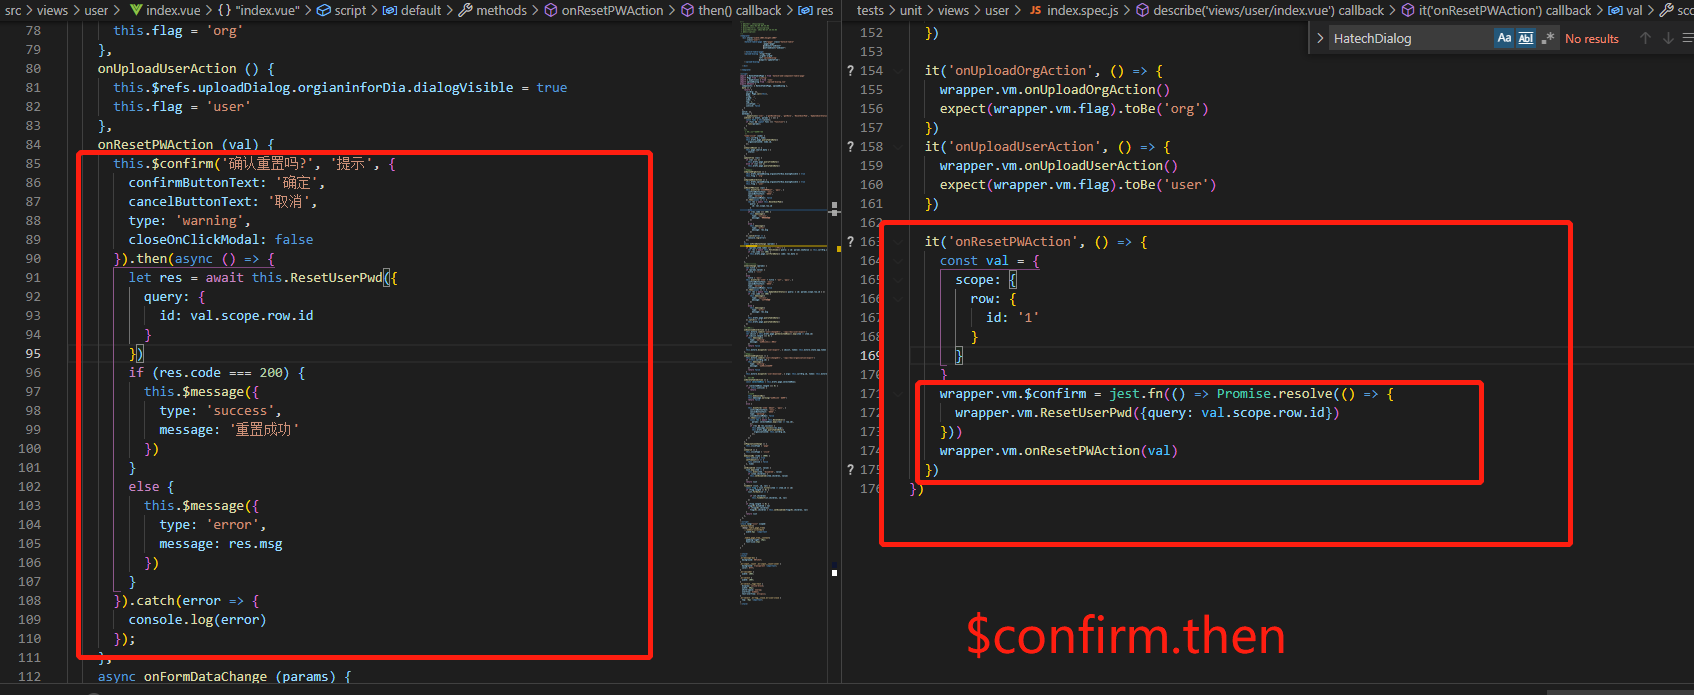 src > views > user > index.vue > {} "index.vue" > script > default > methods > onResetPWAction > then() callback > res
78 this.flag = 'org'
79 },
80 onUploadUserAction () {
81 this.$refs.uploadDialog.orgianinforDia.dialogVisible = true
82 this.flag = 'user'
83 },
84 onResetPWAction (val) {
85 this.$confirm('确认重置吗?', '提示', {
86 confirmButtonText: '确定',
87 cancelButtonText: '取消',
88 type: 'warning',
89 closeOnClickModal: false
90 }).then(async () => {
91 let res = await this.ResetUserPwd({
92 query: {
93 id: val.scope.row.id
94 }
95 })
96 if (res.code === 200) {
97 this.$message({
98 type: 'success',
99 message: '重置成功'
100 })
101 }
102 else {
103 this.$message({
104 type: 'error',
105 message: res.msg
106 })
107 }
108 }).catch(error => {
109 console.log(error)
110 });
111 },
112 async onFormDataChange (params) {
tests > unit > views > user > JS index.spec.js > describe('views/user/index.vue') callback > it('onResetPWAction') callback > val > sco
HatechDialog Aa Abl .* No results
152 })
153
? 154 it('onUploadOrgAction', () => {
155 wrapper.vm.onUploadOrgAction()
156 expect(wrapper.vm.flag).toBe('org')
157 })
? 158 it('onUploadUserAction', () => {
159 wrapper.vm.onUploadUserAction()
160 expect(wrapper.vm.flag).toBe('user')
161 })
162
? 163 it('onResetPWAction', () => {
164 const val = {
165 scope: {
166 row: {
167 id: '1'
168 }
169 }
170 }
171 wrapper.vm.$confirm = jest.fn(() => Promise.resolve(() => {
172 wrapper.vm.ResetUserPwd({query: val.scope.row.id})
173 }))
174 wrapper.vm.onResetPWAction(val)
? 175 })
176 })
$confirm.then